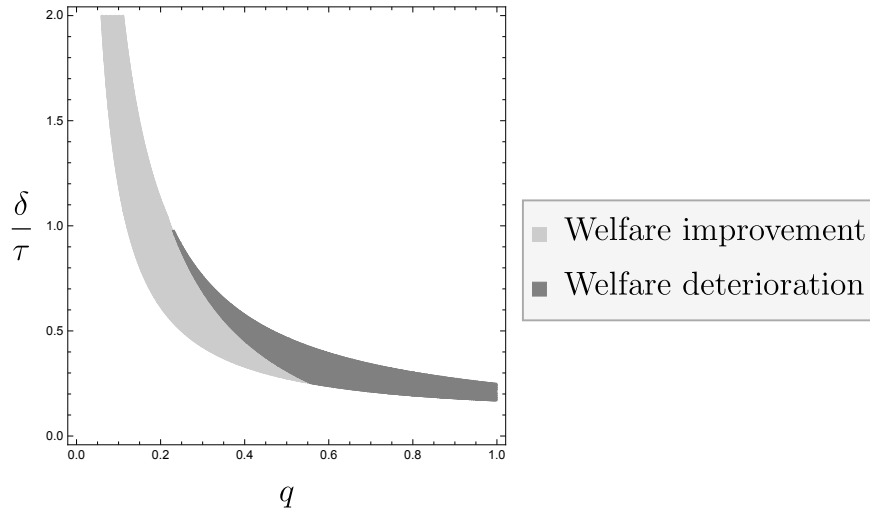 2.0
1.5
δ
τ
1.0
0.5
0.0
0.0 0.2 0.4 0.6 0.8 1.0
q
Welfare improvement
Welfare deterioration